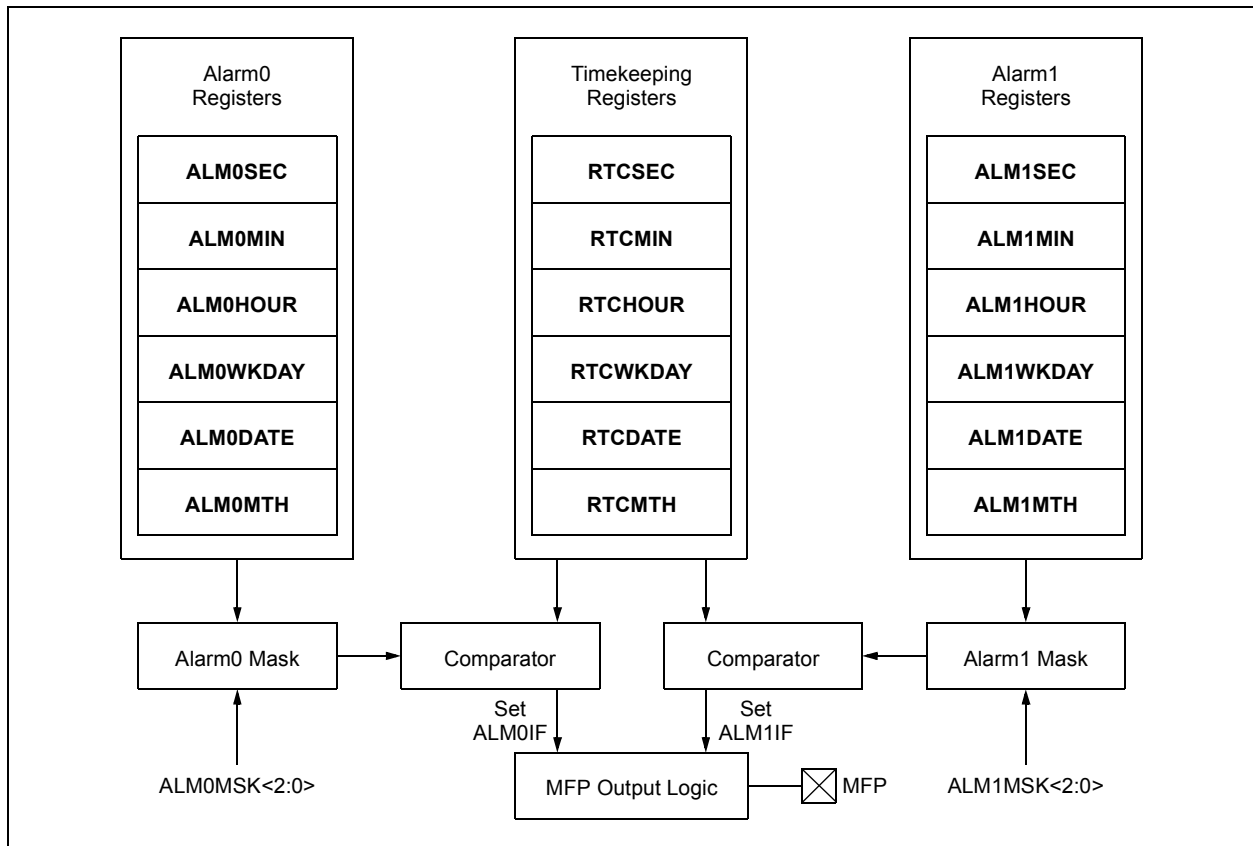 Alarm0
Registers
ALM0SEC
ALM0MIN
ALM0HOUR
ALM0WKDAY
ALM0DATE
ALM0MTH
Timekeeping
Registers
RTCSEC
RTCMIN
RTCHOUR
RTCWKDAY
RTCDATE
RTCMTH
Alarm1
Registers
ALM1SEC
ALM1MIN
ALM1HOUR
ALM1WKDAY
ALM1DATE
ALM1MTH
Alarm0 Mask
Comparator
Comparator
Alarm1 Mask
Set
ALM0IF
Set
ALM1IF
ALM0MSK<2:0>
MFP Output Logic
MFP
ALM1MSK<2:0>